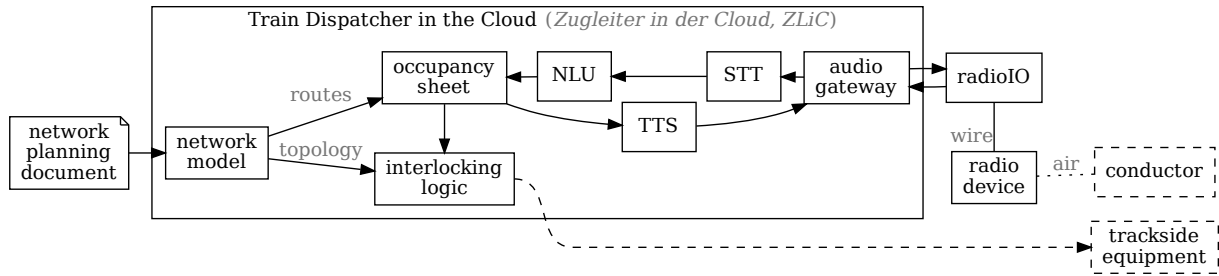 Train Dispatcher in the Cloud (Zugleiter in der Cloud, ZLiC)
network
planning
document
network
model
routes
topology
occupancy
sheet
interlocking
logic
NLU
TTS
STT
audio
gateway
radioIO
wire
radio
device
air
conductor
trackside
equipment